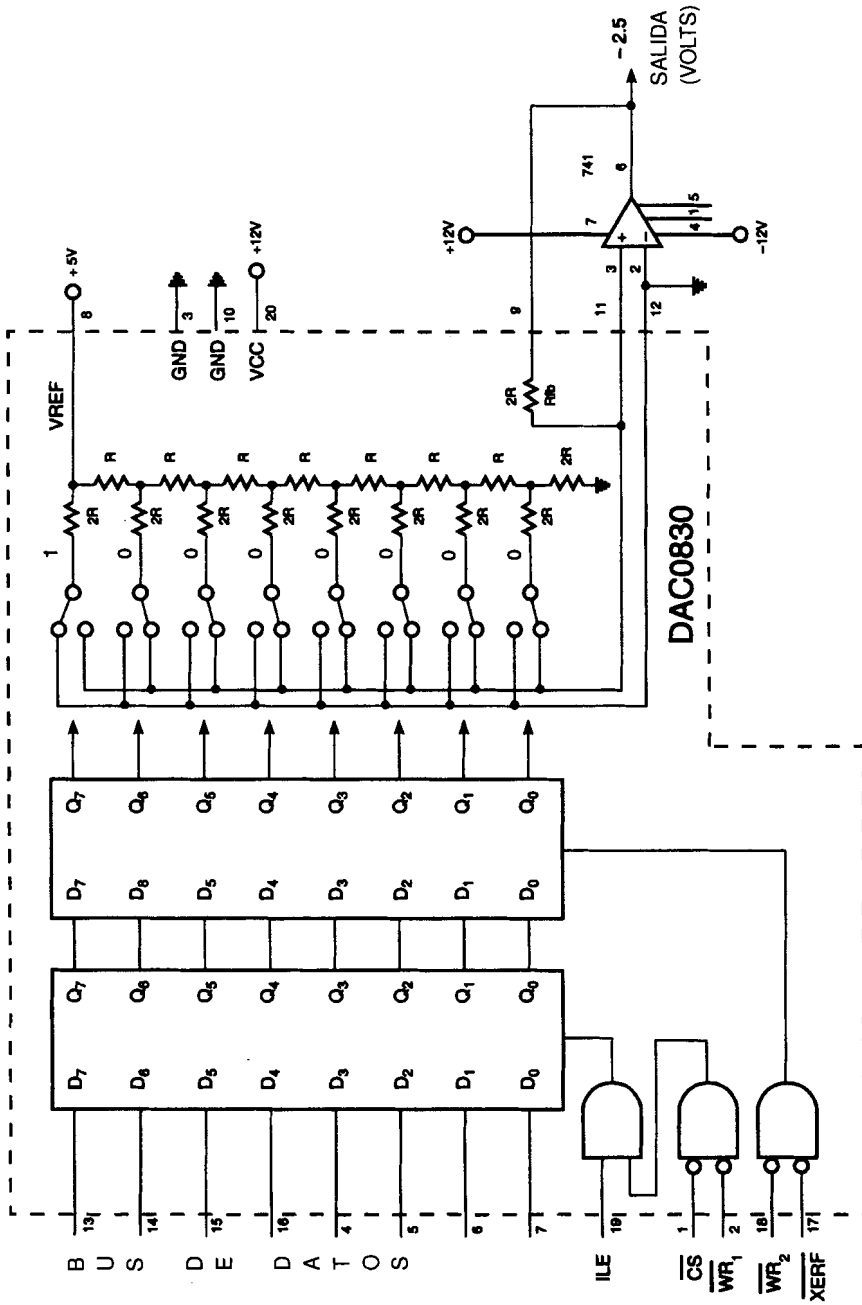 B U S D E D A T O S
13
14
15
16
4
5
6
7
D7 Q7
D6 Q6
D5 Q5
D4 Q4
D3 Q3
D2 Q2
D1 Q1
D0 Q0
D7 Q7
D8 Q6
D5 Q5
D4 Q4
D3 Q3
D2 Q2
D1 Q1
D0 Q0
1
0
0
0
0
0
0
0
2R
2R
2R
2R
2R
2R
2R
2R
R
R
R
R
R
R
R
2R
VREF
8
+5V
GND 3
GND 10
VCC 20 +12V
2R
Rfb
9
11
12
3
2
+
−
+12V
7
741
6
4 1 5
-12V
-2.5
SALIDA
(VOLTS)
DAC0830
ILE 19
CS 1
WR1 2
WR2 18
XERF 17